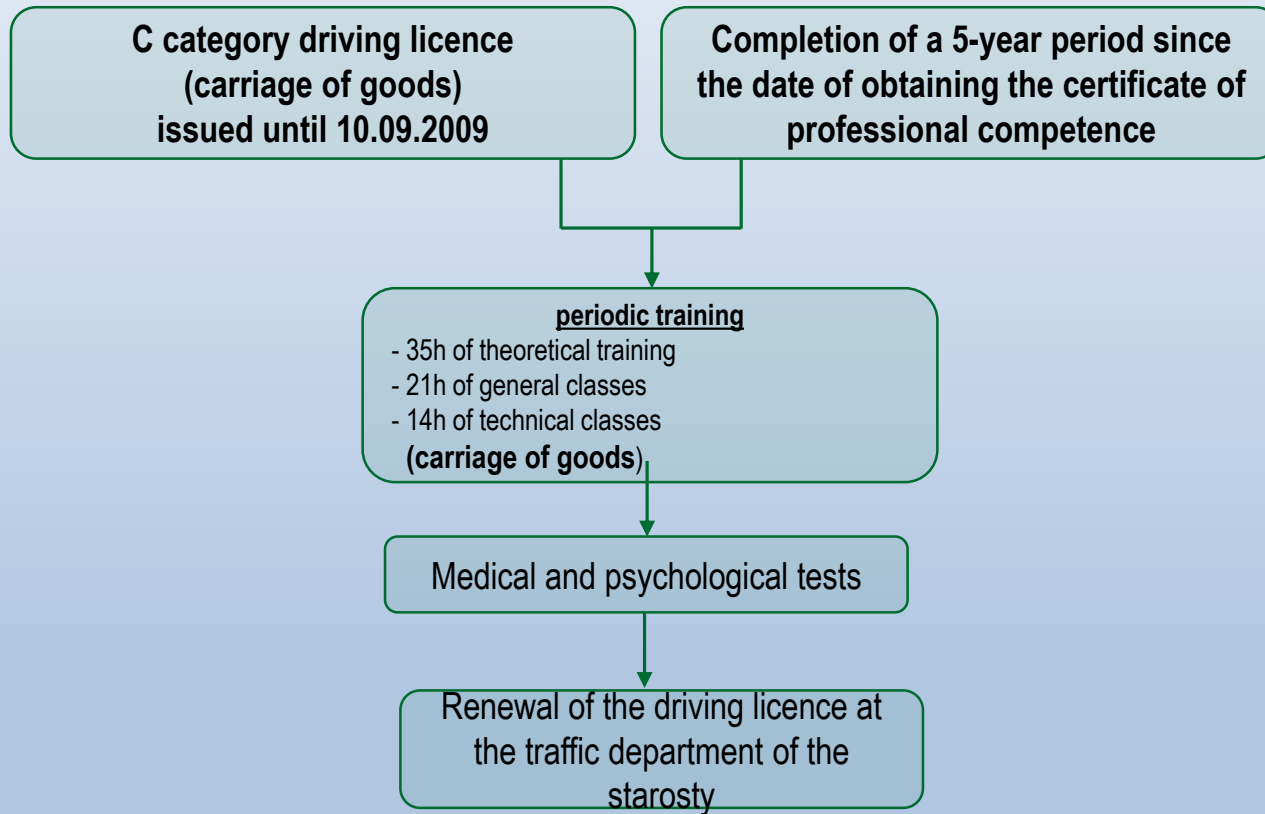 C category driving licence
(carriage of goods)
issued until 10.09.2009
Completion of a 5-year period since
the date of obtaining the certificate of
professional competence
periodic training
- 35h of theoretical training
- 21h of general classes
- 14h of technical classes
(carriage of goods)
Medical and psychological tests
Renewal of the driving licence at
the traffic department of the
starosty